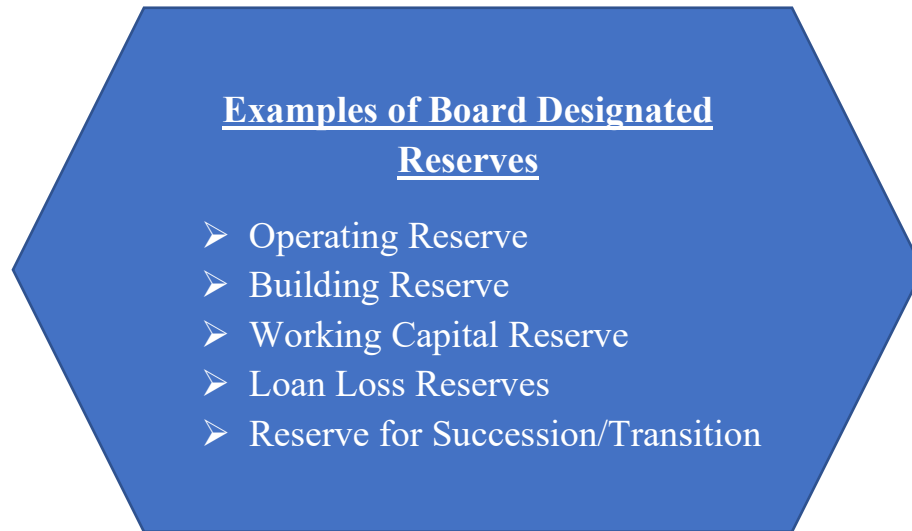 Examples of Board Designated
Reserves
➢ Operating Reserve
➢ Building Reserve
➢ Working Capital Reserve
➢ Loan Loss Reserves
➢ Reserve for Succession/Transition